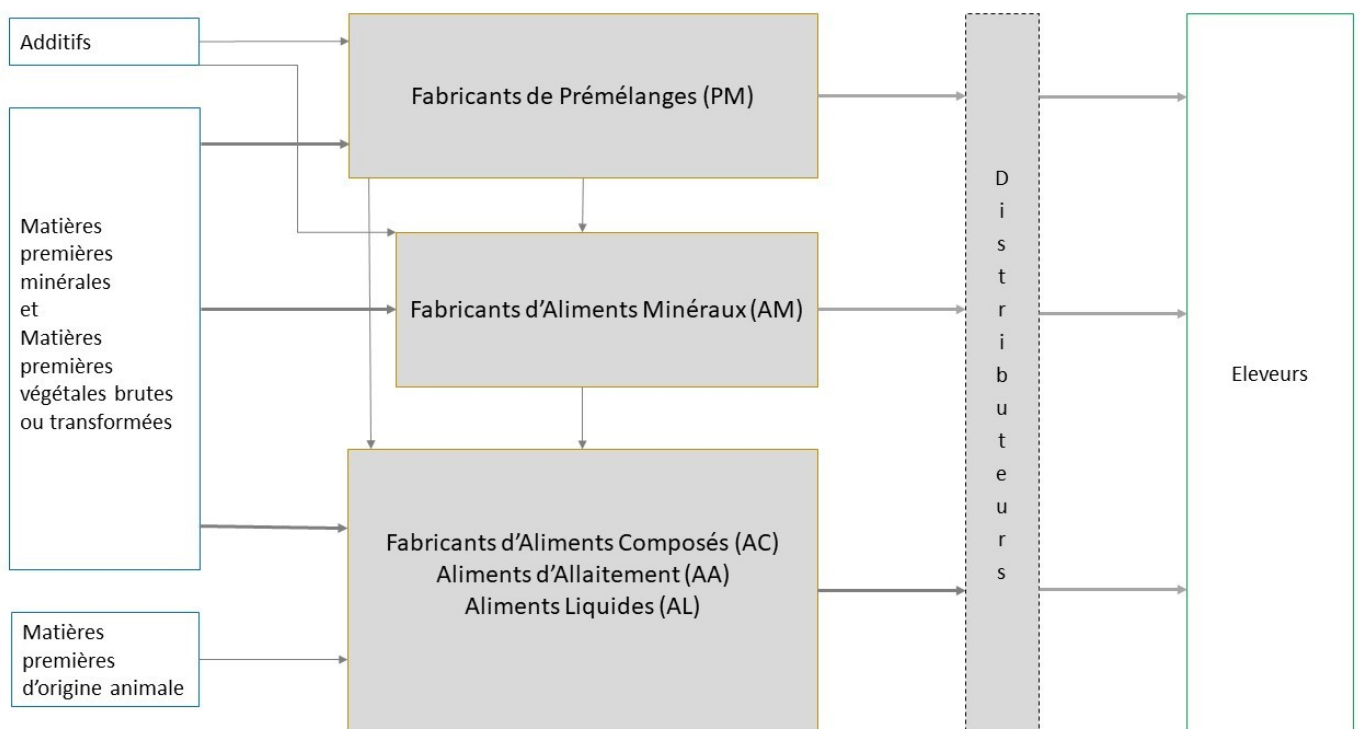 Additifs
Fabricants de Prémélanges (PM)
Matières
premières
minérales
et
Matières
premières
végétales brutes
ou transformées
Fabricants d’Aliments Minéraux (AM)
Fabricants d’Aliments Composés (AC)
Aliments d’Allaitement (AA)
Aliments Liquides (AL)
Matières
premières
d’origine animale
D
i
s
t
r
i
b
u
t
e
u
r
s
Eleveurs